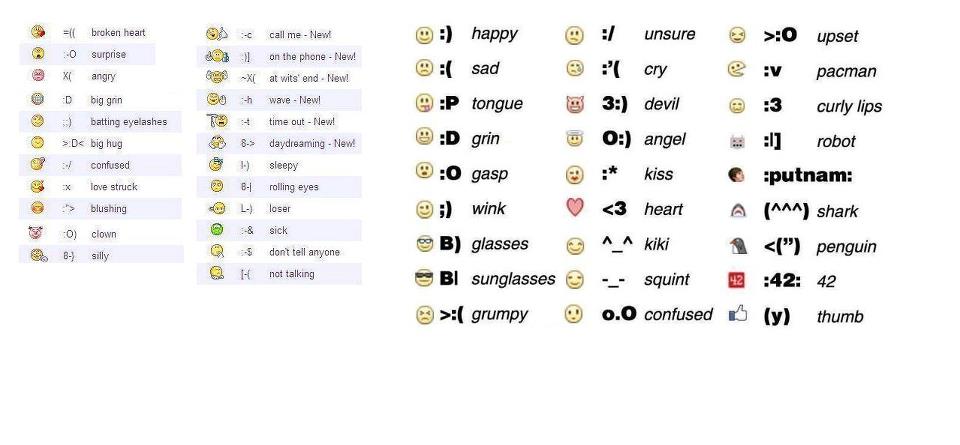 =(( broken heart
:-O surprise
X( angry
:D big grin
;;) batting eyelashes
>:D< big hug
:-/ confused
:x love struck
:"> blushing
:O) clown
8-} silly
:-c call me - New!
:)] on the phone - New!
~X( at wits' end - New!
:-h wave - New!
:-t time out - New!
8-> daydreaming - New!
I-) sleepy
8-| rolling eyes
L-) loser
:-& sick
:-$ don't tell anyone
[-( not talking
:) happy
:( sad
:P tongue
:D grin
:O gasp
;) wink
B) glasses
B| sunglasses
>:( grumpy
:/ unsure
:'( cry
3:) devil
O:) angel
:* kiss
<3 heart
^_^ kiki
-_- squint
o.O confused
>:O upset
:v pacman
:3 curly lips
:|] robot
:putnam:
(^^^) shark
<(") penguin
42 :42: 42
(y) thumb